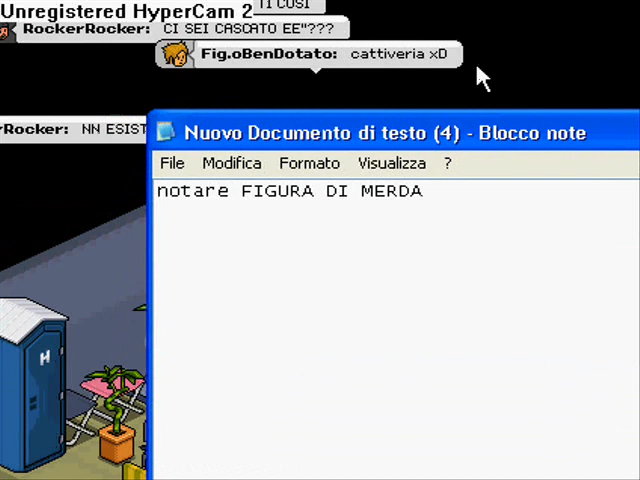 Unregistered HyperCam 2
TI COSI
RockerRocker: CI SEI CASCATO EE"???
Fig.oBenDotato: cattiveria xD
rRocker: NN ESIST
Nuovo Documento di testo (4) - Blocco note
File Modifica Formato Visualizza ?
notare FIGURA DI MERDA
H